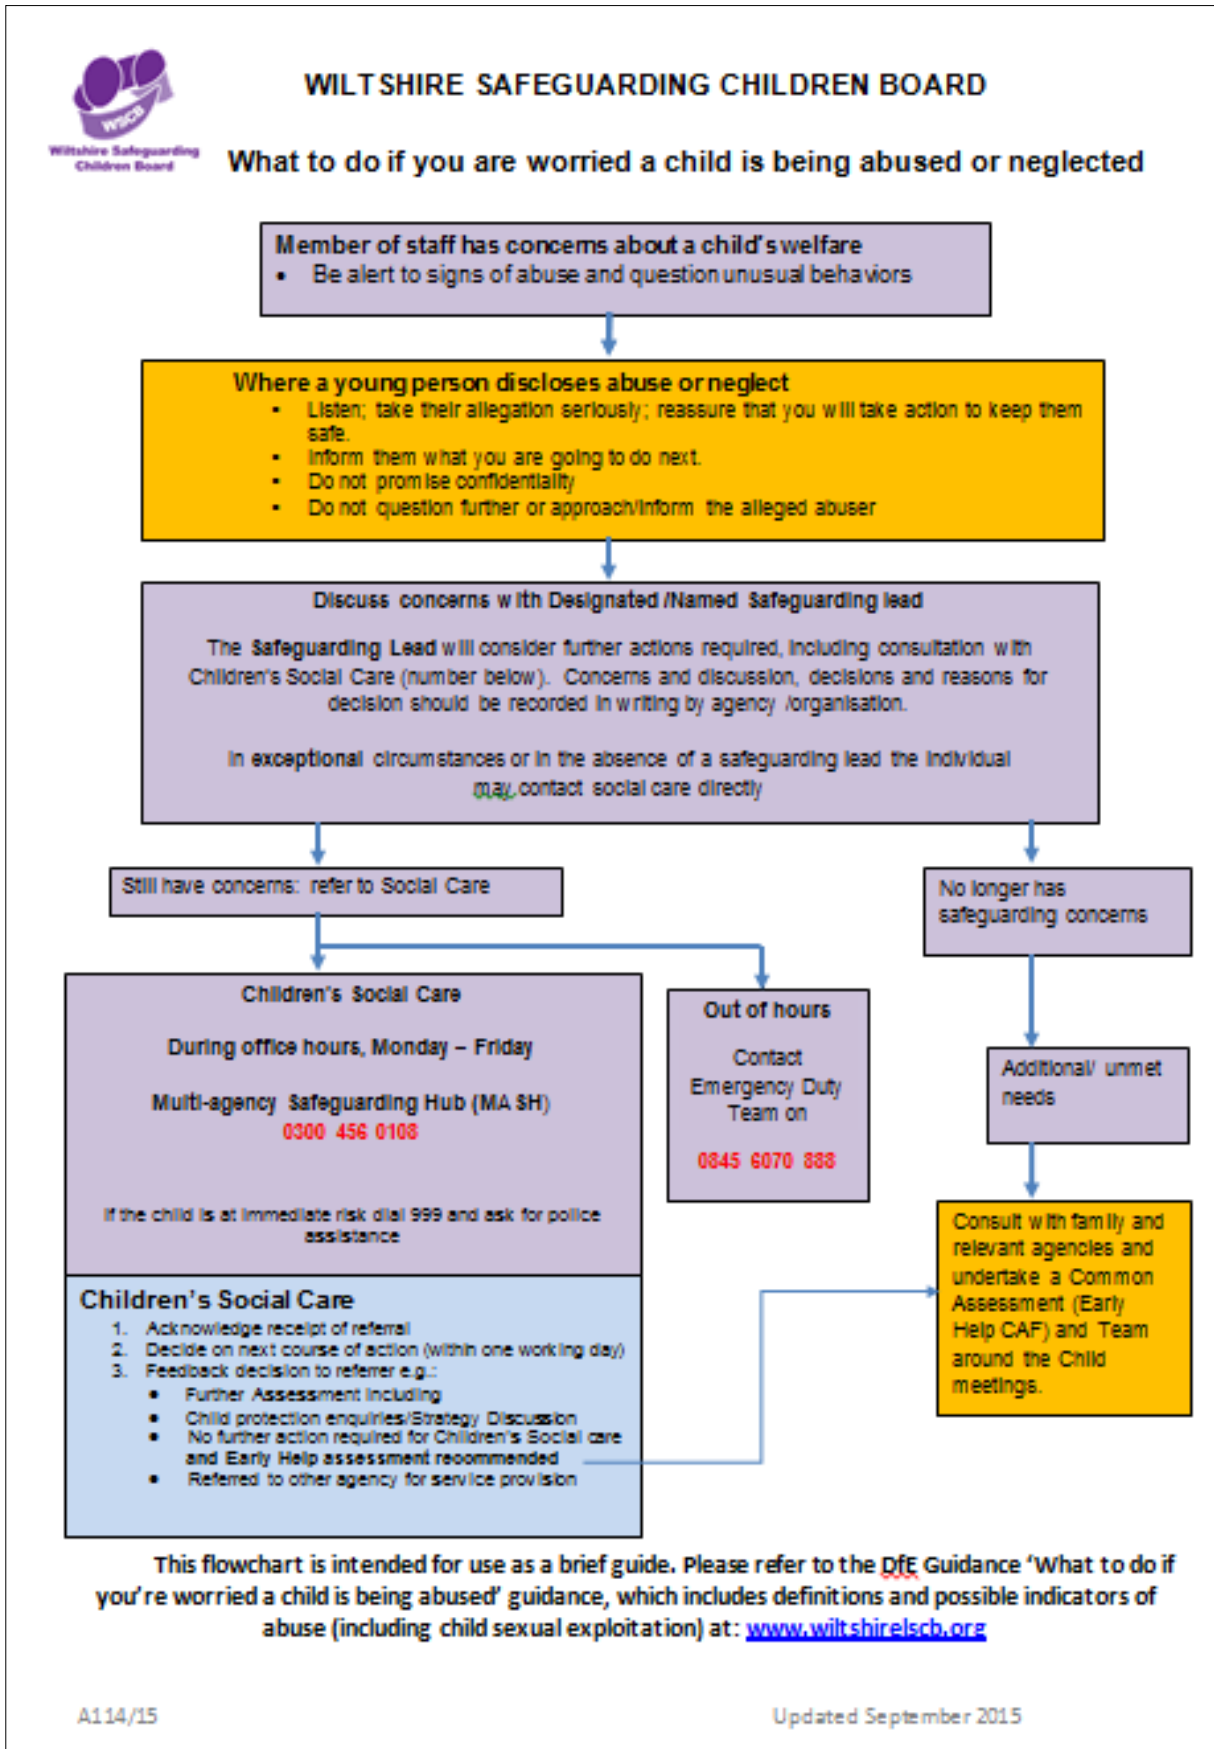 WSCB
Wiltshire Safeguarding
Children Board
WILTSHIRE SAFEGUARDING CHILDREN BOARD
What to do if you are worried a child is being abused or neglected
Member of staff has concerns about a child's welfare
• Be alert to signs of abuse and question unusual behaviors
Where a young person discloses abuse or neglect
▪ Listen; take their allegation seriously; reassure that you will take action to keep them
safe.
▪ Inform them what you are going to do next.
▪ Do not promise confidentiality
▪ Do not question further or approach/inform the alleged abuser
Discuss concerns with Designated /Named Safeguarding lead
The Safeguarding Lead will consider further actions required, including consultation with
Children's Social Care (number below). Concerns and discussion, decisions and reasons for
decision should be recorded in writing by agency /organisation.
In exceptional circumstances or in the absence of a safeguarding lead the individual
may contact social care directly
Still have concerns: refer to Social Care
No longer has
safeguarding concerns
Children's Social Care
During office hours, Monday – Friday
Multi-agency Safeguarding Hub (MASH)
0300 456 0108
If the child is at immediate risk dial 999 and ask for police
assistance
Out of hours
Contact
Emergency Duty
Team on
0845 6070 888
Additional/ unmet
needs
Consult with family and
relevant agencies and
undertake a Common
Assessment (Early
Help CAF) and Team
around the Child
meetings.
Children's Social Care
1. Acknowledge receipt of referral
2. Decide on next course of action (within one working day)
3. Feedback decision to referrer e.g.:
• Further Assessment including
• Child protection enquiries/Strategy Discussion
• No further action required for Children's Social care
and Early Help assessment recommended
• Referred to other agency for service provision
This flowchart is intended for use as a brief guide. Please refer to the DfE Guidance 'What to do if
you're worried a child is being abused' guidance, which includes definitions and possible indicators of
abuse (including child sexual exploitation) at: www.wiltshirelscb.org
A114/15
Updated September 2015